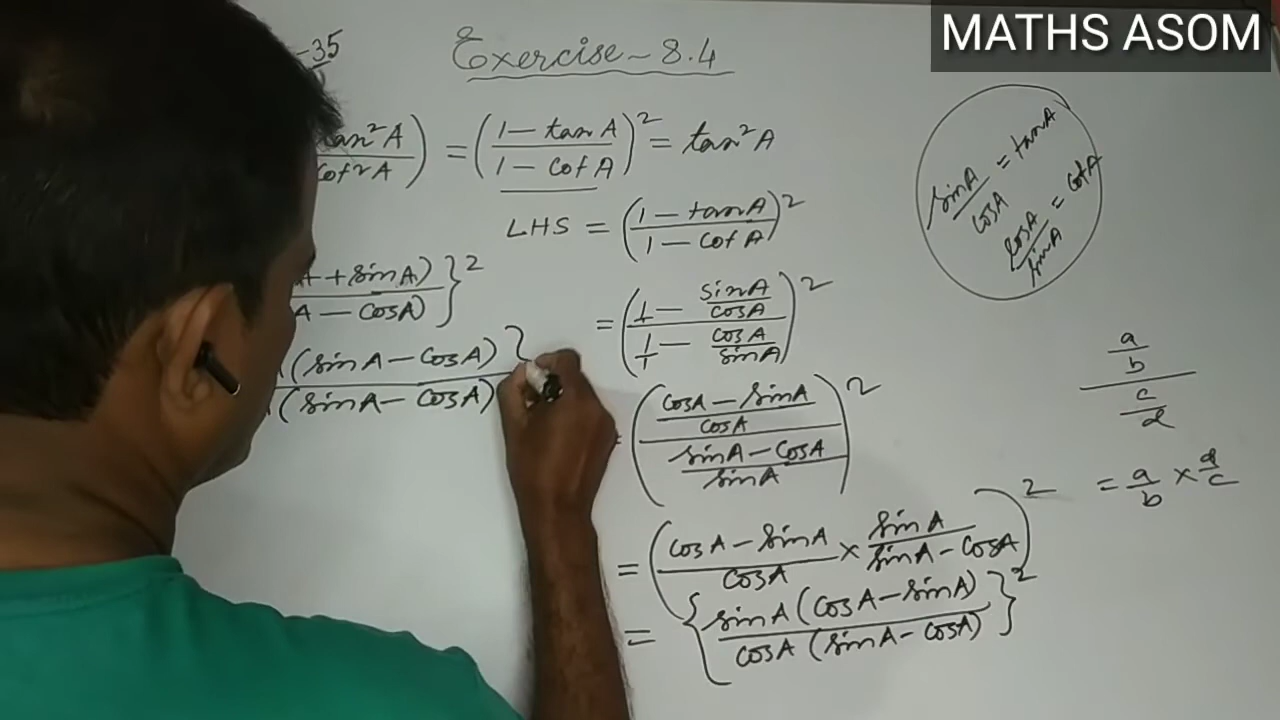 MATHS ASOM
-35
Exercise - 8.4
tan²A / cot²A) = (1 - tanA / 1 - cotA)² = tan²A
sinA / cosA = tanA
cosA / sinA = cotA
LHS = (1 - tanA / 1 - cotA)²
= (1/1 - sinA/cosA / 1/1 - cosA/sinA)²
= (cosA - sinA / cosA / sinA - cosA / sinA)²
= (cosA - sinA / cosA × sinA / sinA - cosA)²
= {sinA (cosA - sinA) / cosA (sinA - cosA)}²
+ sinA) / A - cosA)}²
(sinA - cosA) / (sinA - cosA) }
a/b / c/d
= a/b × d/c